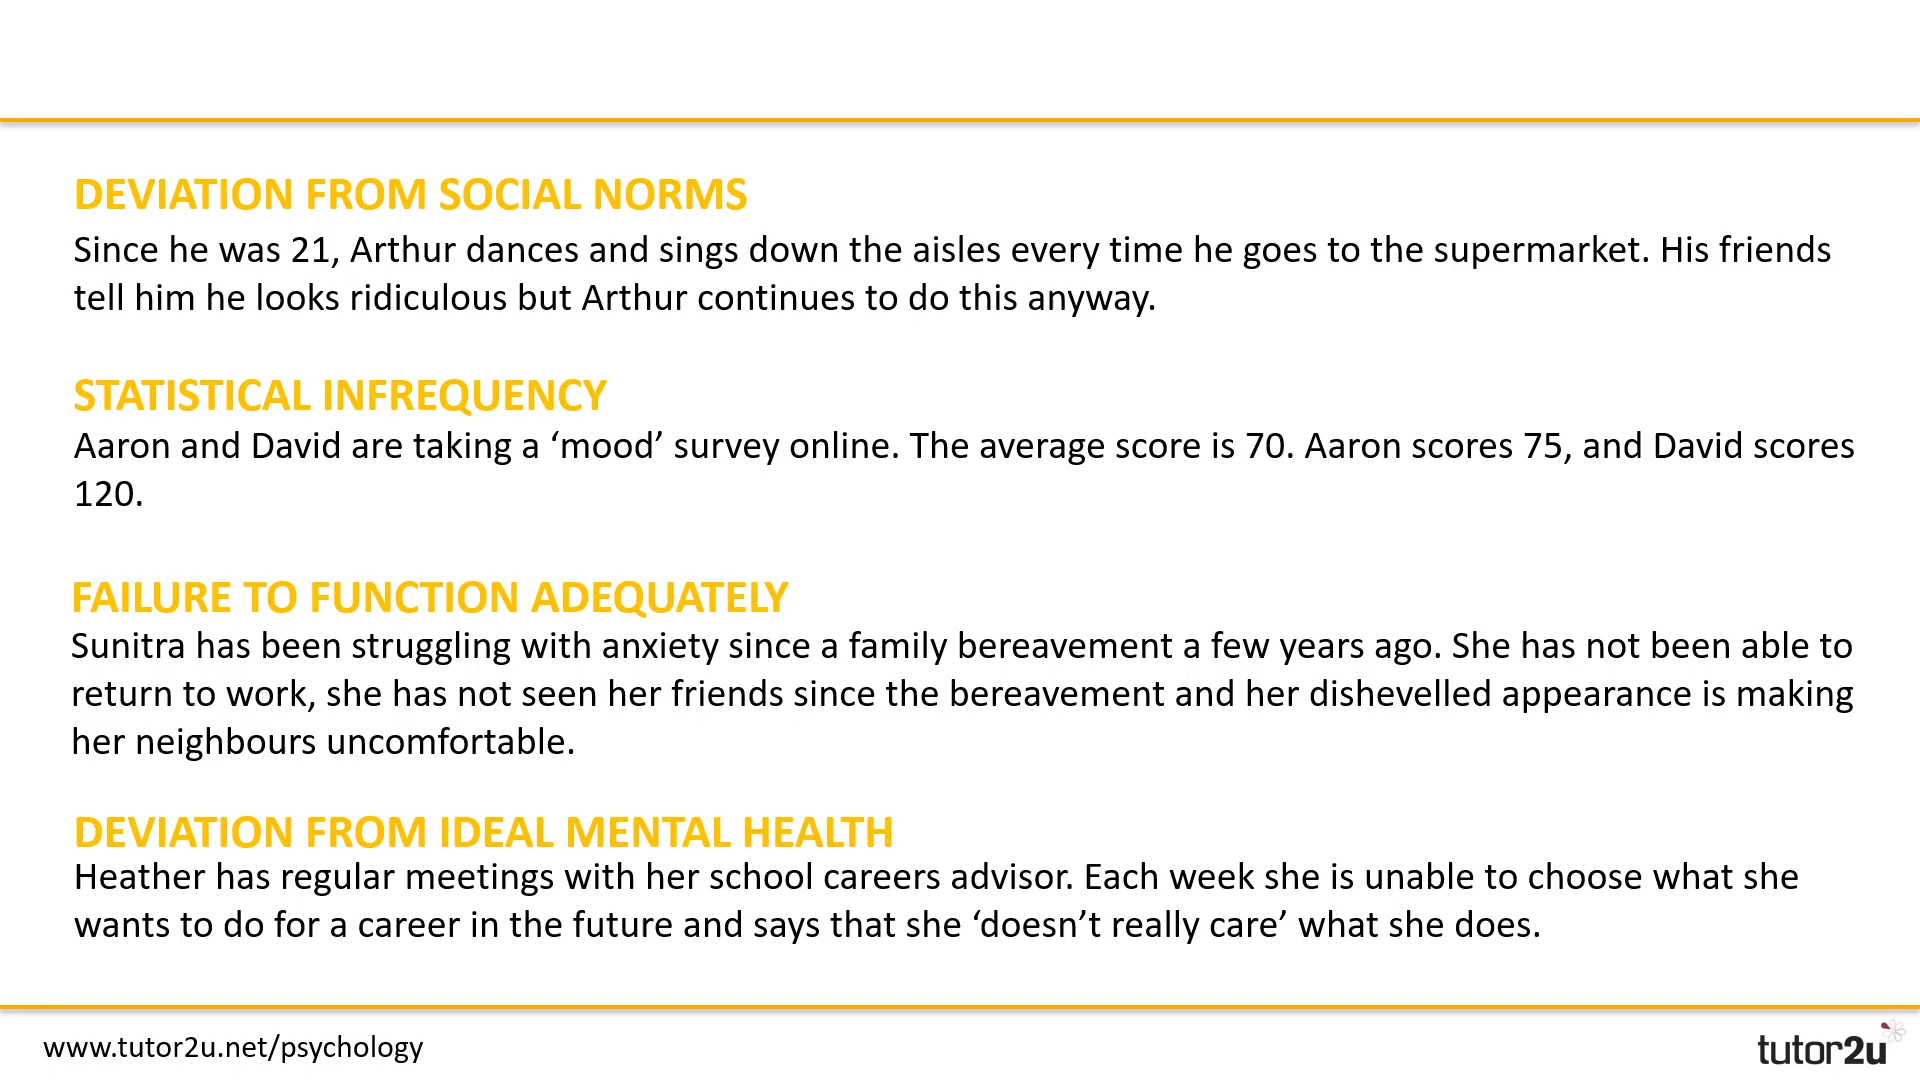 DEVIATION FROM SOCIAL NORMS
Since he was 21, Arthur dances and sings down the aisles every time he goes to the supermarket. His friends
tell him he looks ridiculous but Arthur continues to do this anyway.
STATISTICAL INFREQUENCY
Aaron and David are taking a ‘mood’ survey online. The average score is 70. Aaron scores 75, and David scores
120.
FAILURE TO FUNCTION ADEQUATELY
Sunitra has been struggling with anxiety since a family bereavement a few years ago. She has not been able to
return to work, she has not seen her friends since the bereavement and her dishevelled appearance is making
her neighbours uncomfortable.
DEVIATION FROM IDEAL MENTAL HEALTH
Heather has regular meetings with her school careers advisor. Each week she is unable to choose what she
wants to do for a career in the future and says that she ‘doesn’t really care’ what she does.
www.tutor2u.net/psychology
tutor2u